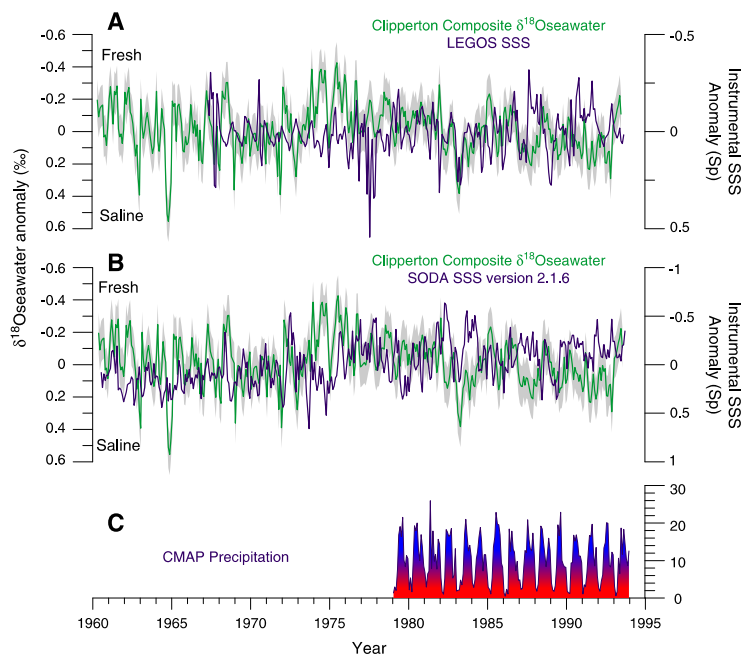 A
Clipperton Composite δ¹⁸Oseawater
LEGOS SSS
-0.6
-0.4
-0.2
0
0.2
0.4
0.6
Fresh
Saline
-0.5
0
0.5
Instrumental SSS
Anomaly (Sp)
δ¹⁸Oseawater anomaly (‰)
B
Clipperton Composite δ¹⁸Oseawater
SODA SSS version 2.1.6
-0.6
-0.4
-0.2
0
0.2
0.4
0.6
Fresh
Saline
-1
-0.5
0
0.5
1
Instrumental SSS
Anomaly (Sp)
C
CMAP Precipitation
30
20
10
0
1960 1965 1970 1975 1980 1985 1990 1995
Year